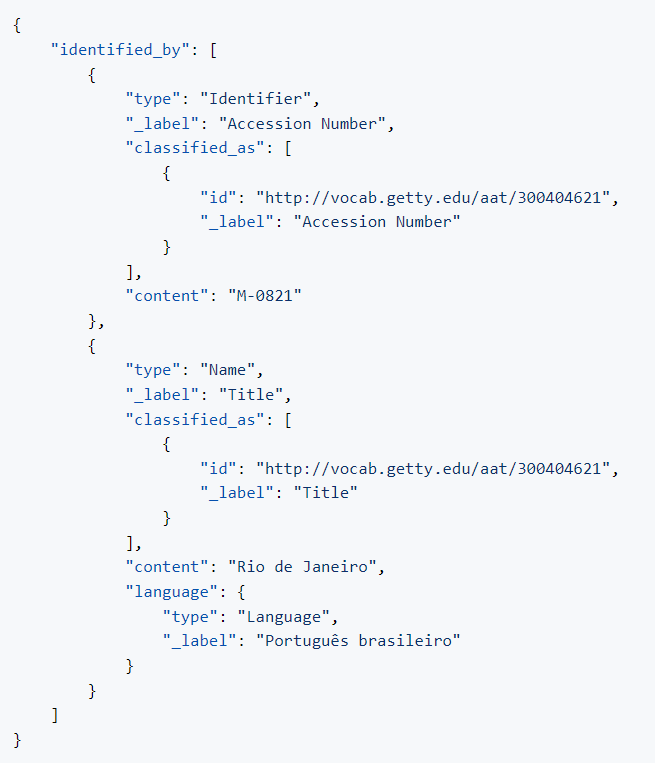 {
    "identified_by": [
        {
            "type": "Identifier",
            "_label": "Accession Number",
            "classified_as": [
                {
                    "id": "http://vocab.getty.edu/aat/300404621",
                    "_label": "Accession Number"
                }
            ],
            "content": "M-0821"
        },
        {
            "type": "Name",
            "_label": "Title",
            "classified_as": [
                {
                    "id": "http://vocab.getty.edu/aat/300404621",
                    "_label": "Title"
                }
            ],
            "content": "Rio de Janeiro",
            "language": {
                "type": "Language",
                "_label": "Português brasileiro"
            }
        }
    ]
}